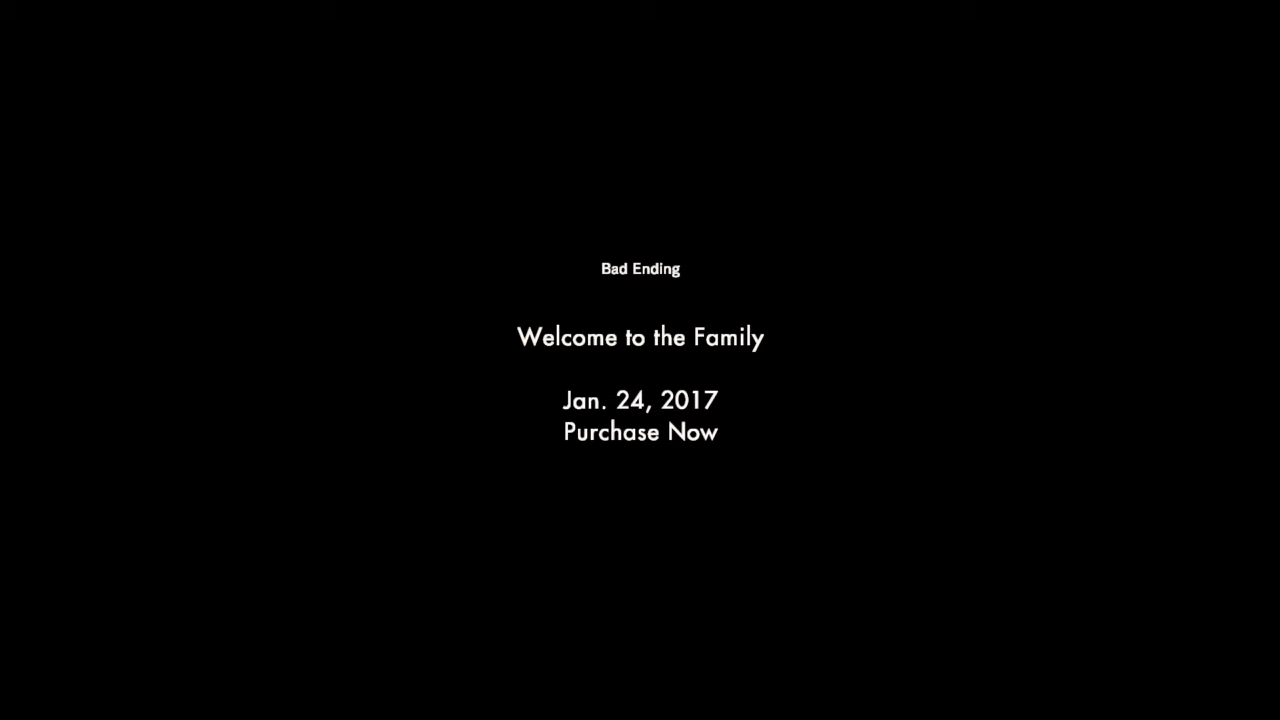 Bad Ending
Welcome to the Family
Jan. 24, 2017
Purchase Now